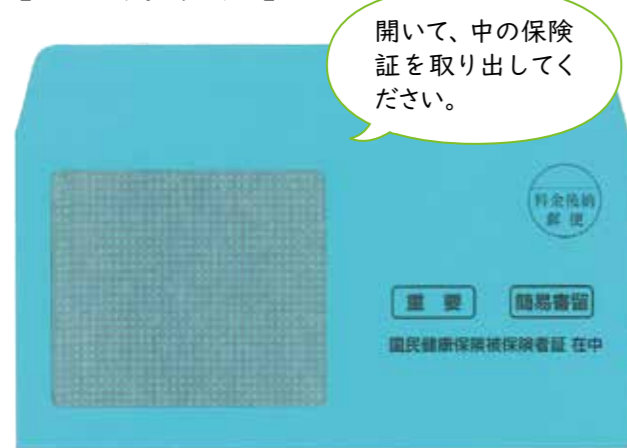 開いて、中の保険
証を取り出してく
ださい。
料金後納
郵便
重要
簡易書留
国民健康保険被保険者証 在中